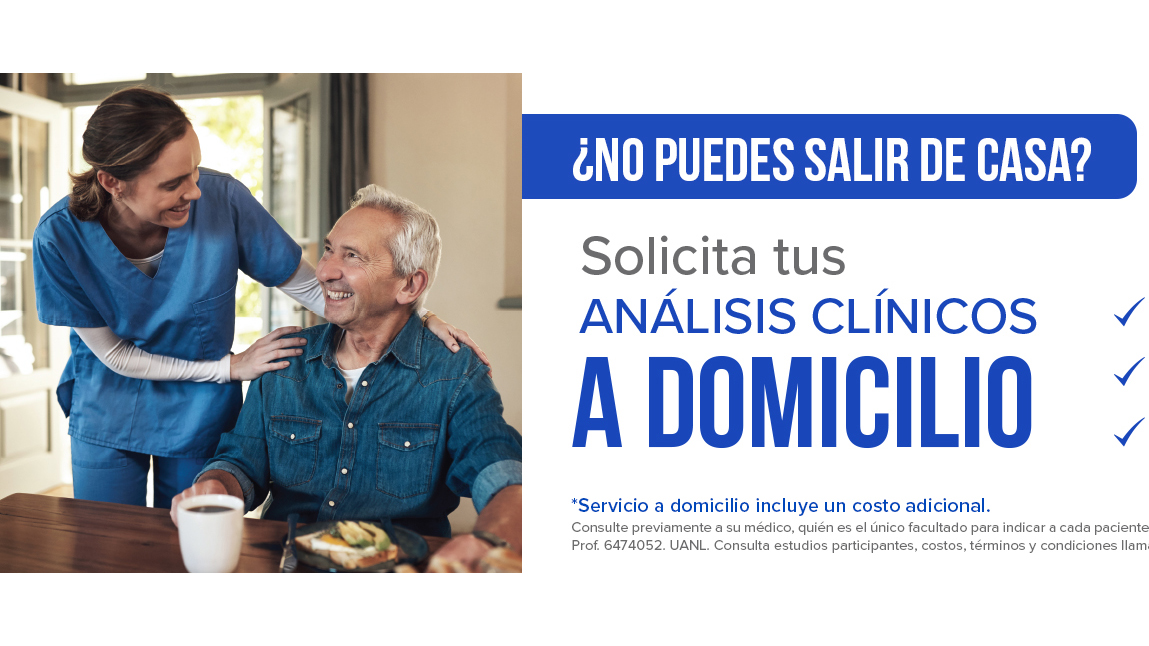 ¿NO PUEDES SALIR DE CASA?
Solicita tus
ANÁLISIS CLÍNICOS
A DOMICILIO
*Servicio a domicilio incluye un costo adicional.
Consulte previamente a su médico, quién es el único facultado para indicar a cada paciente
Prof. 6474052. UANL. Consulta estudios participantes, costos, términos y condiciones llam